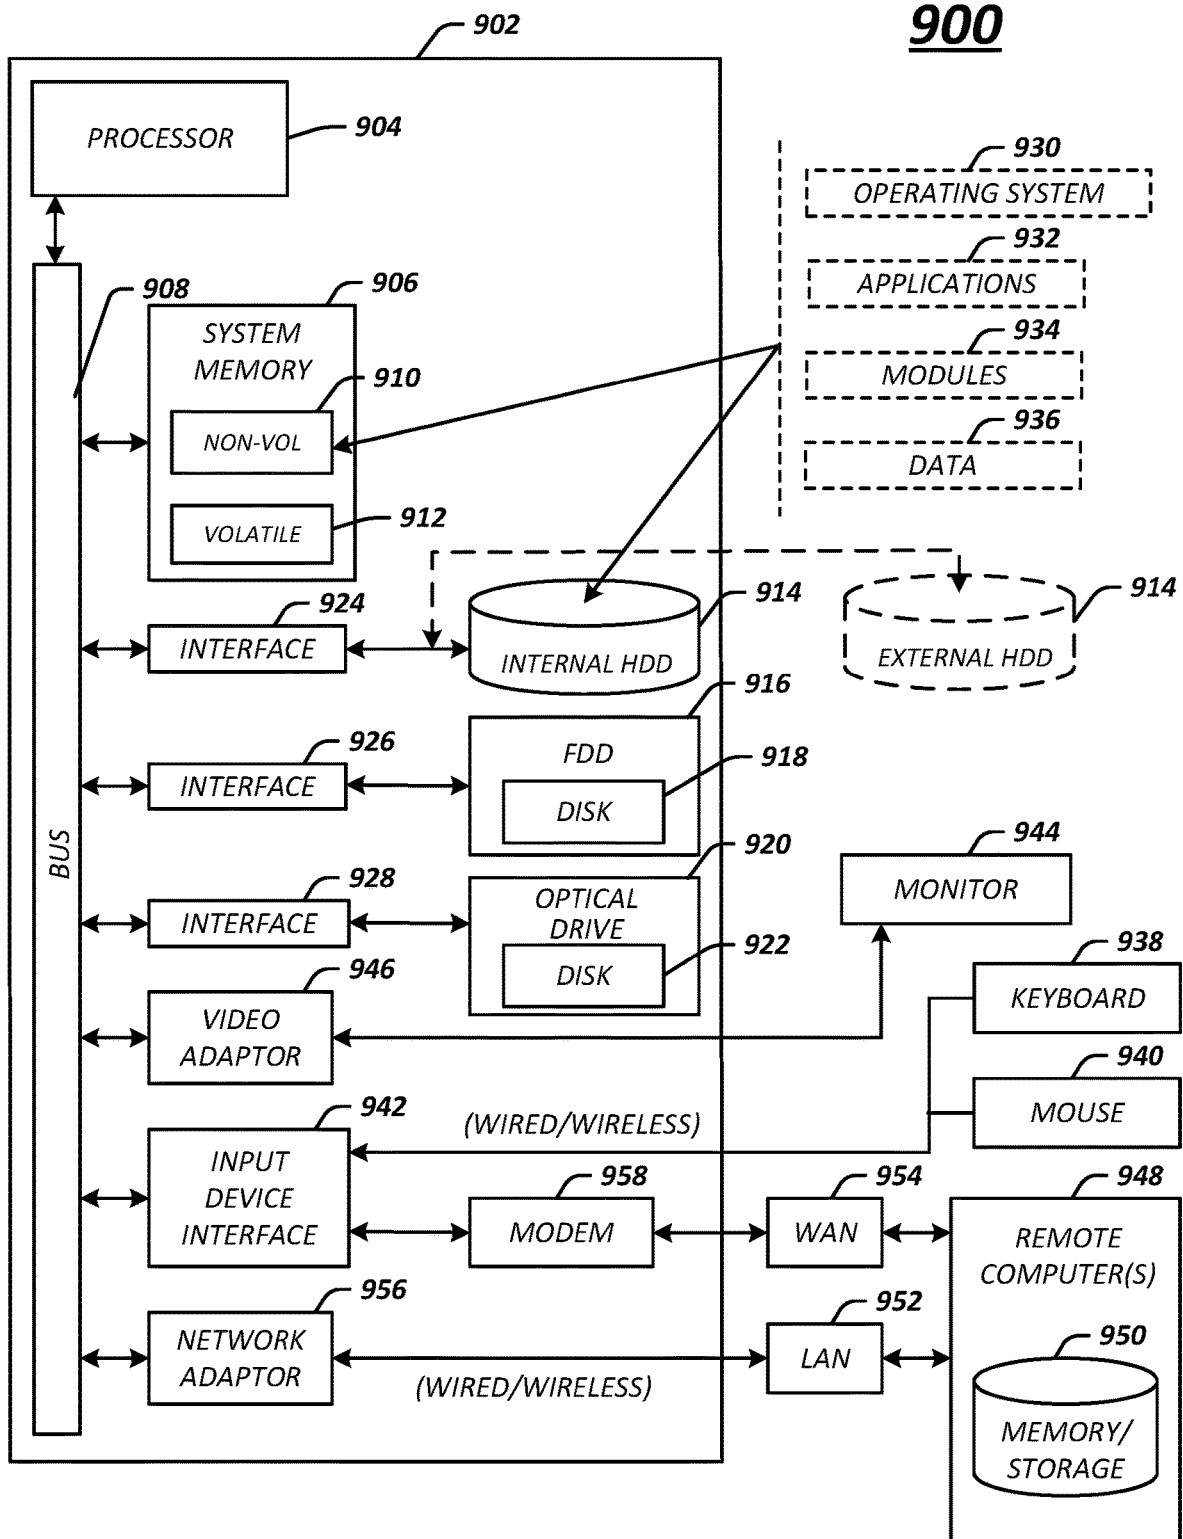 900
902
PROCESSOR
904
930
OPERATING SYSTEM
932
APPLICATIONS
934
MODULES
936
DATA
908
906
SYSTEM
MEMORY
910
NON-VOL
VOLATILE
912
924
INTERFACE
INTERNAL HDD
914
EXTERNAL HDD
914
926
INTERFACE
916
FDD
918
DISK
BUS
928
INTERFACE
920
OPTICAL
DRIVE
922
DISK
944
MONITOR
946
VIDEO
ADAPTOR
938
KEYBOARD
940
MOUSE
942
INPUT
DEVICE
INTERFACE
(WIRED/WIRELESS)
958
MODEM
954
WAN
948
REMOTE
COMPUTER(S)
956
NETWORK
ADAPTOR
(WIRED/WIRELESS)
952
LAN
950
MEMORY/
STORAGE